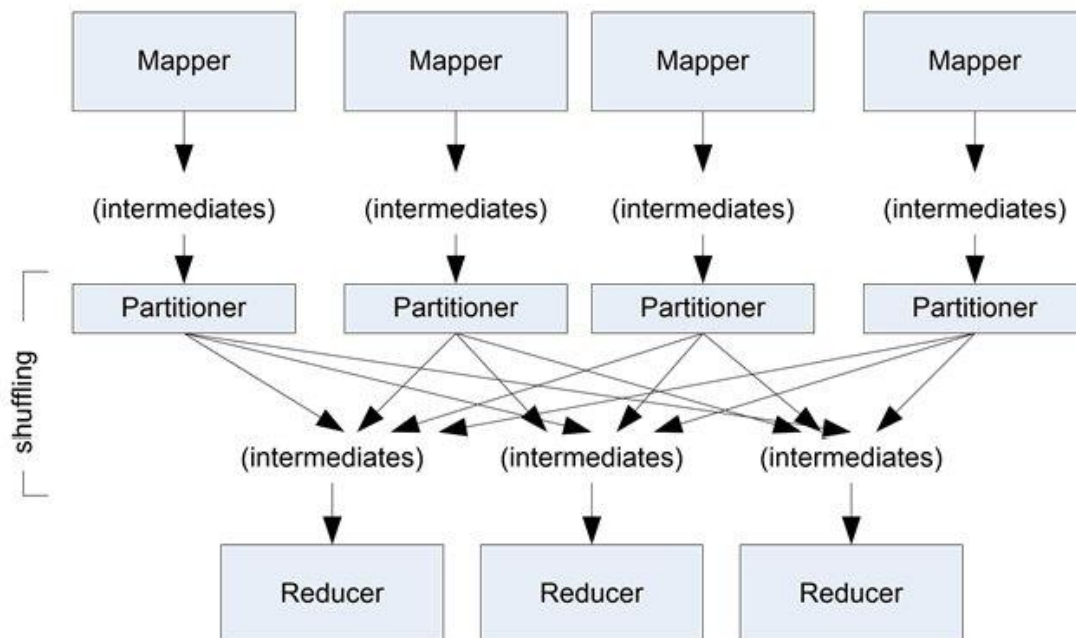 Mapper Mapper Mapper Mapper
(intermediates) (intermediates) (intermediates) (intermediates)
Partitioner Partitioner Partitioner Partitioner
shuffling
(intermediates) (intermediates) (intermediates)
Reducer Reducer Reducer